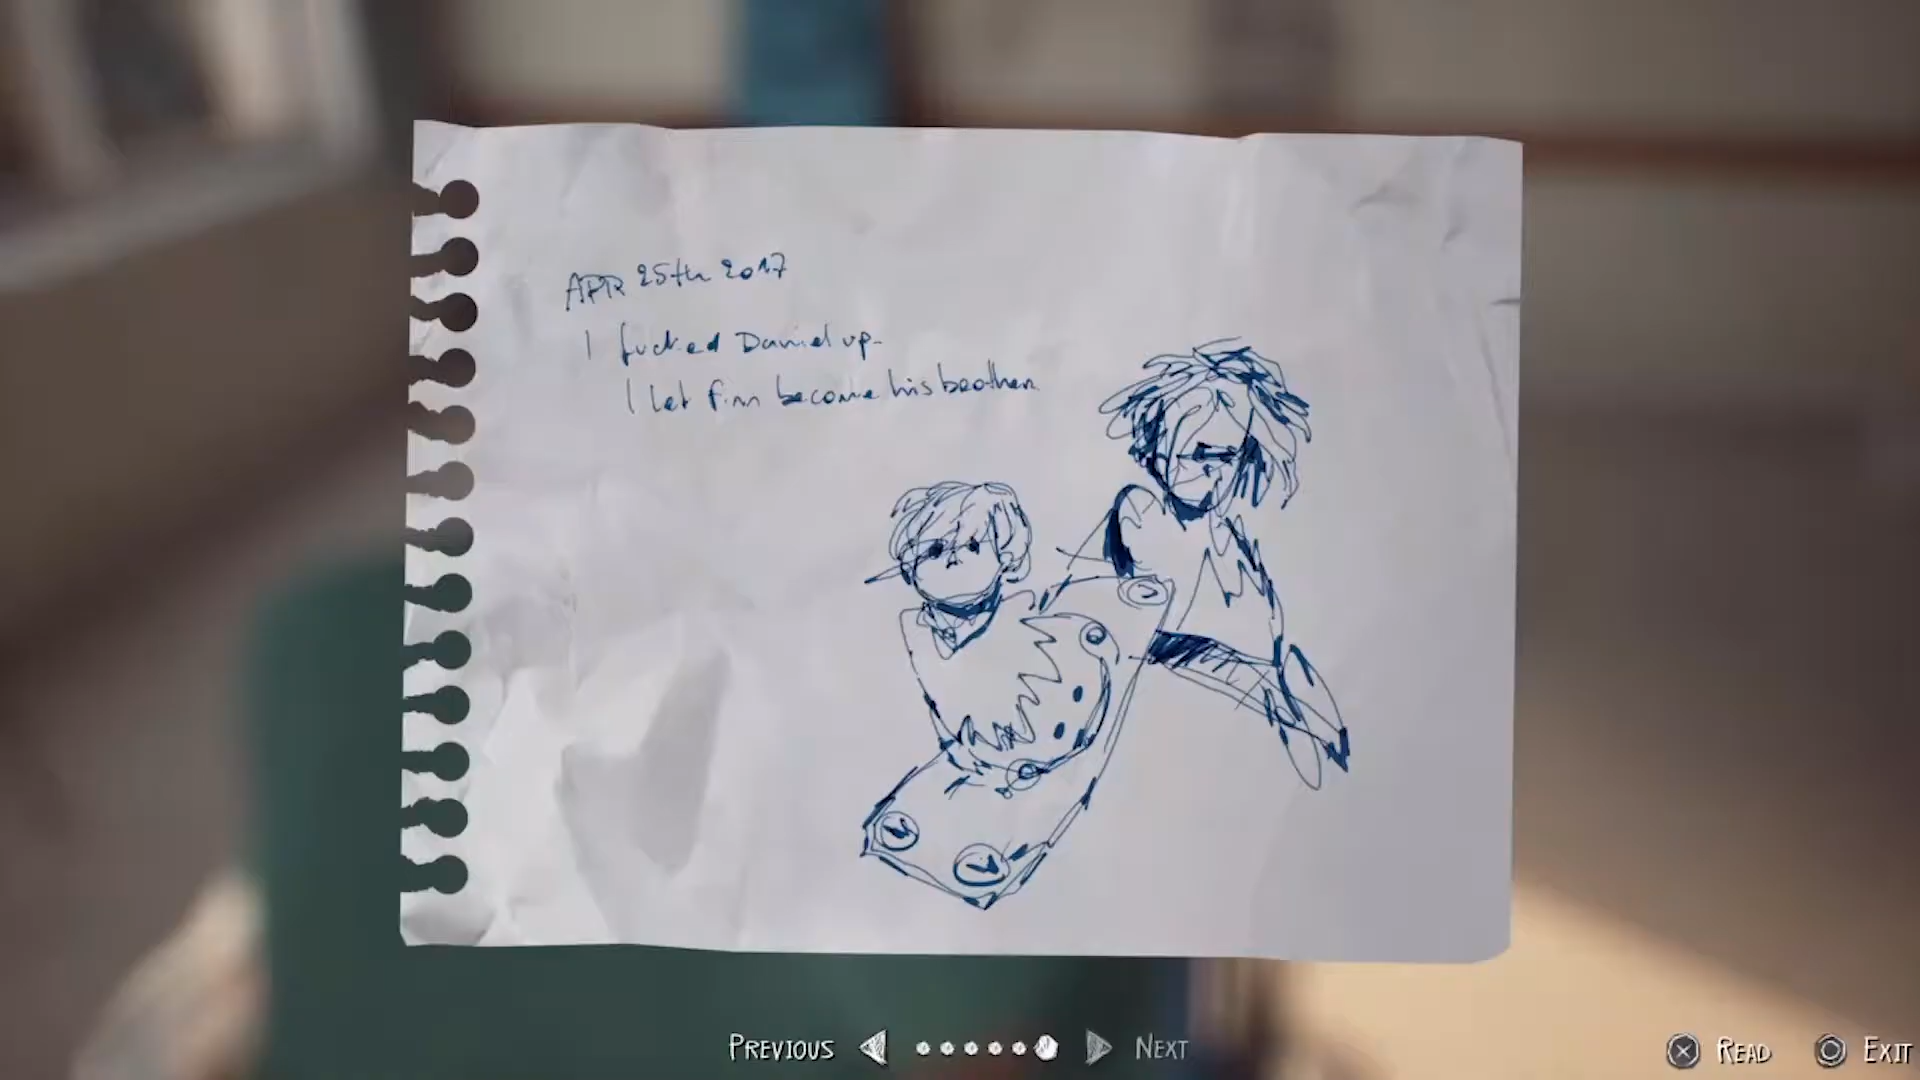 APR 25th 2017
I fucked Daniel up-
I let finn become his brother
PREVIOUS NEXT
READ EXIT